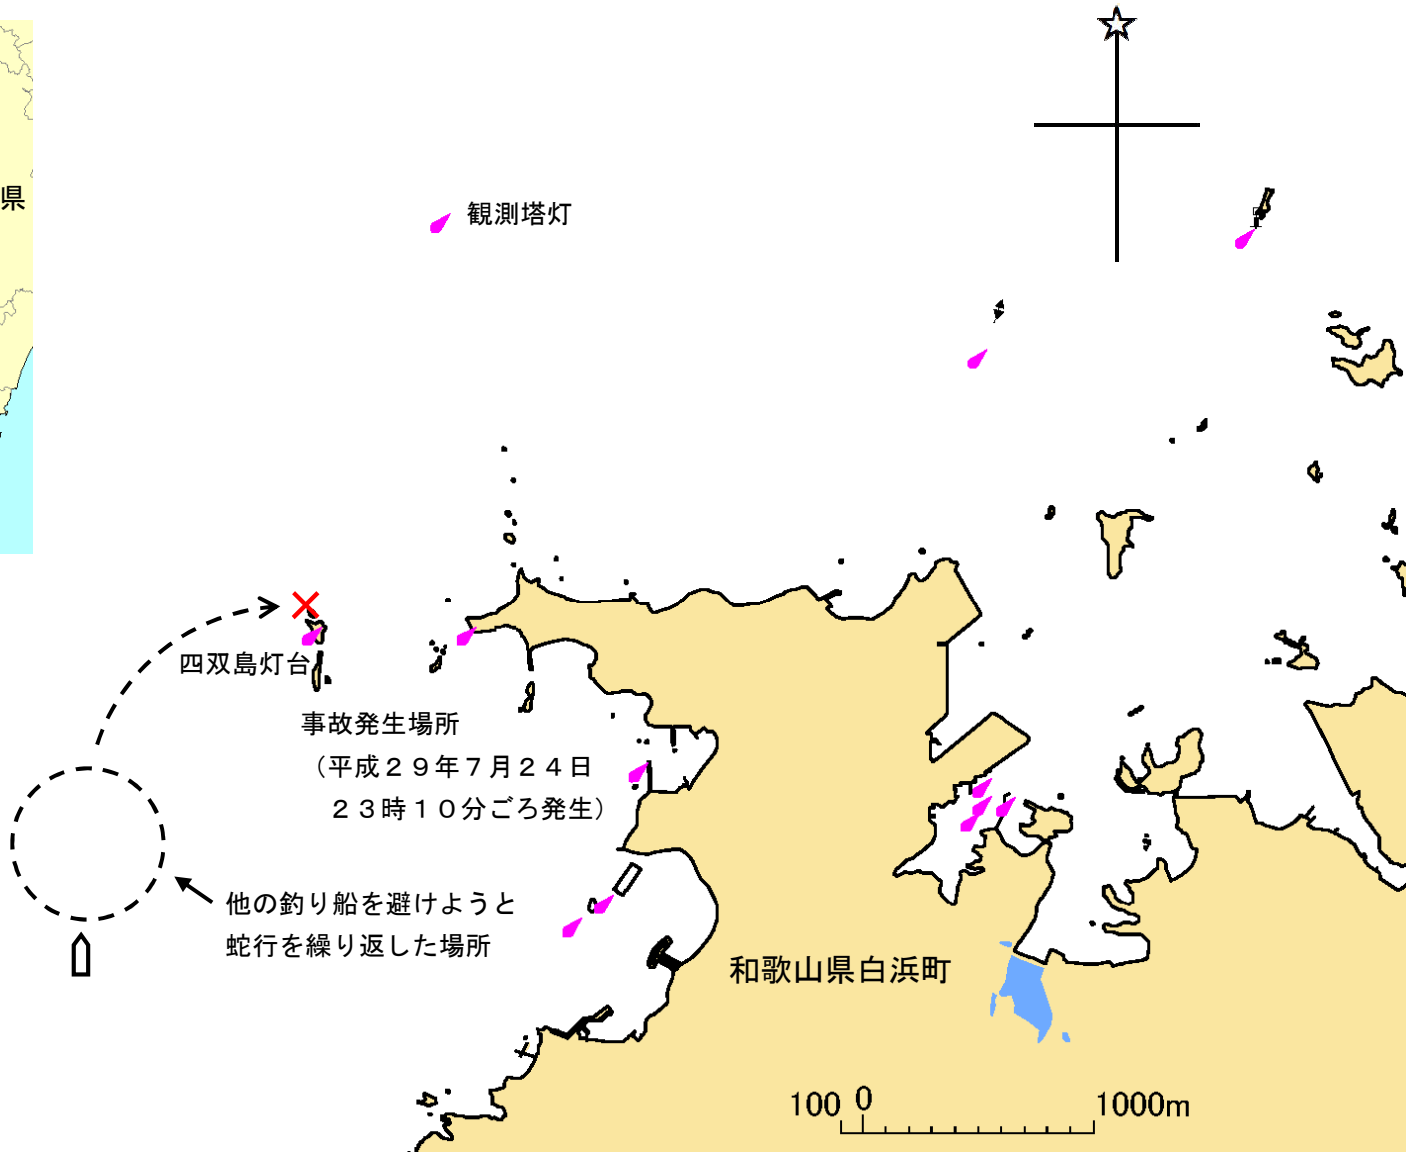 県
観測塔灯
四双島灯台
事故発生場所
(平成２９年７月２４日
２３時１０分ごろ発生)
他の釣り船を避けようと
蛇行を繰り返した場所
和歌山県白浜町
100 0 1000m